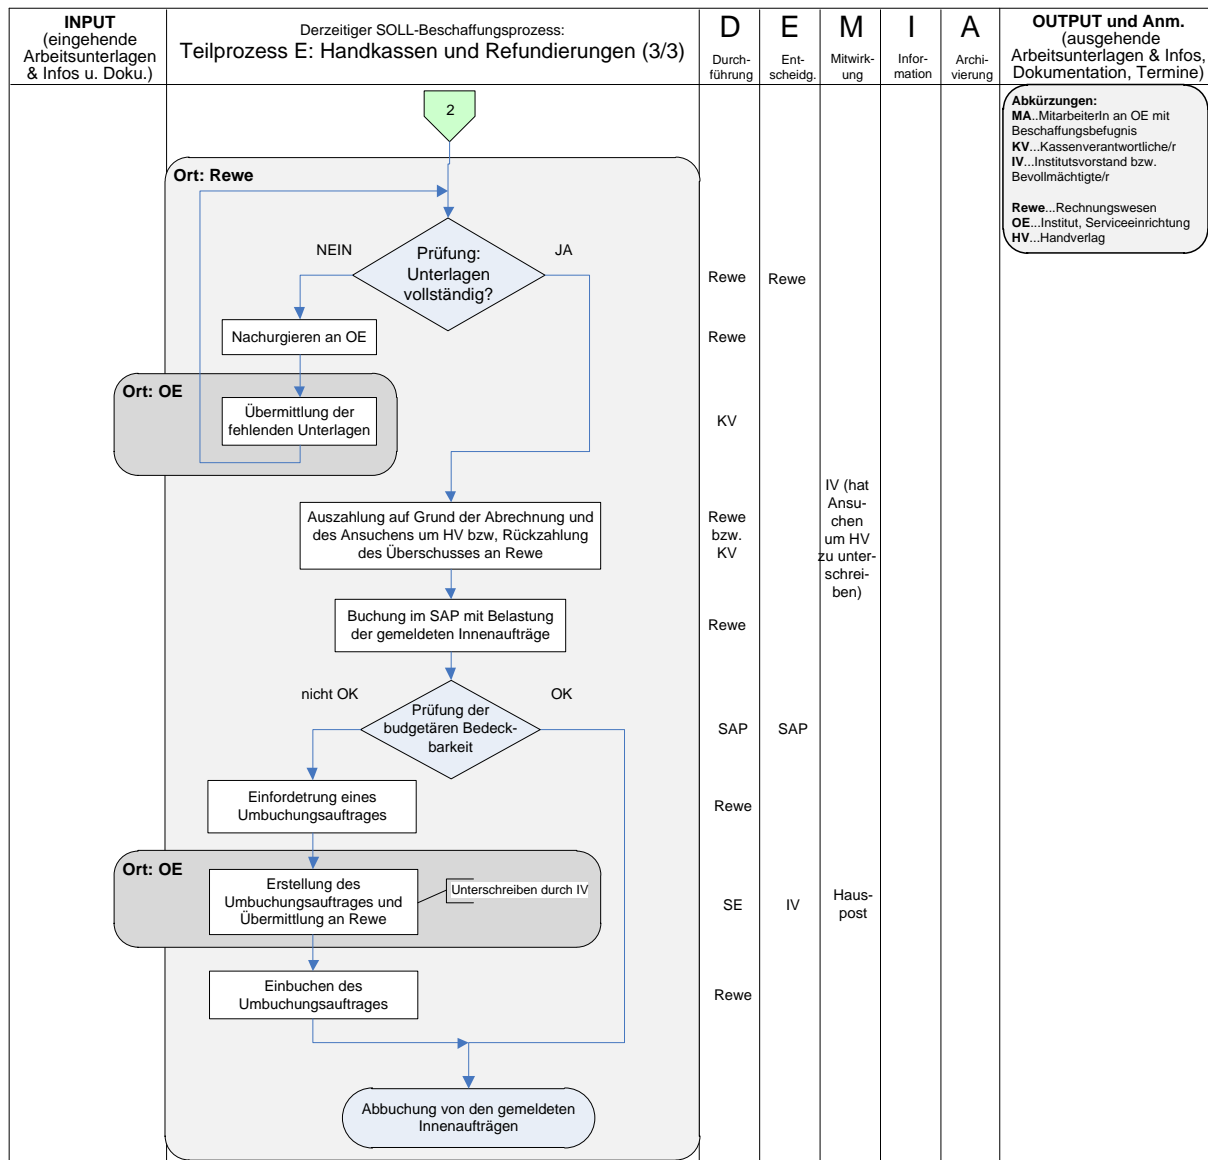 INPUT
(eingehende
Arbeitsunterlagen
& Infos u. Doku.)
Derzeitiger SOLL-Beschaffungsprozess:
Teilprozess E: Handkassen und Refundierungen (3/3)
D
Durch-
führung
E
Ent-
scheidg.
M
Mitwirk-
ung
I
Infor-
mation
A
Archi-
vierung
OUTPUT und Anm.
(ausgehende
Arbeitsunterlagen & Infos,
Dokumentation, Termine)
Abkürzungen:
MA..MitarbeiterIn an OE mit
Beschaffungsbefugnis
KV...Kassenverantwortliche/r
IV...Institutsvorstand bzw.
Bevollmächtigte/r
Rewe...Rechnungswesen
OE...Institut, Serviceeinrichtung
HV...Handverlag
2
Ort: Rewe
NEIN
Prüfung:
Unterlagen
vollständig?
JA
Rewe
Rewe
Nachurgieren an OE
Rewe
Ort: OE
Übermittlung der
fehlenden Unterlagen
KV
Auszahlung auf Grund der Abrechnung und
des Ansuchens um HV bzw, Rückzahlung
des Überschusses an Rewe
Rewe
bzw.
KV
IV (hat
Ansu-
chen
um HV
zu unter-
schrei-
ben)
Buchung im SAP mit Belastung
der gemeldeten Innenaufträge
Rewe
nicht OK
OK
Prüfung der
budgetären Bedeck-
barkeit
SAP
SAP
Einfordetrung eines
Umbuchungsauftrages
Rewe
Ort: OE
Erstellung des
Umbuchungsauftrages und
Übermittlung an Rewe
Unterschreiben durch IV
SE
IV
Haus-
post
Einbuchen des
Umbuchungsauftrages
Rewe
Abbuchung von den gemeldeten
Innenaufträgen